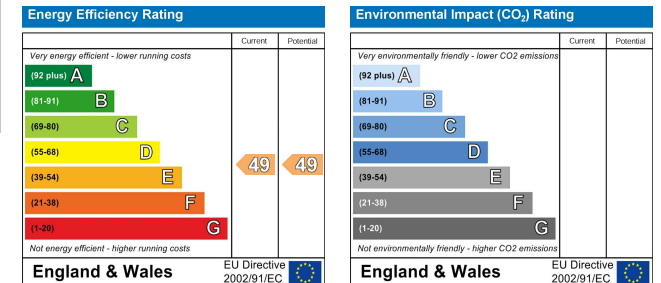 Energy Efficiency Rating
Current Potential
Very energy efficient - lower running costs
(92 plus) A
(81-91) B
(69-80) C
(55-68) D
(39-54) E
(21-38) F
(1-20) G
49 49
Not energy efficient - higher running costs
England & Wales
EU Directive
2002/91/EC
Environmental Impact (CO₂) Rating
Current Potential
Very environmentally friendly - lower CO2 emissions
(92 plus) A
(81-91) B
(69-80) C
(55-68) D
(39-54) E
(21-38) F
(1-20) G
Not environmentally friendly - higher CO2 emissions
England & Wales
EU Directive
2002/91/EC